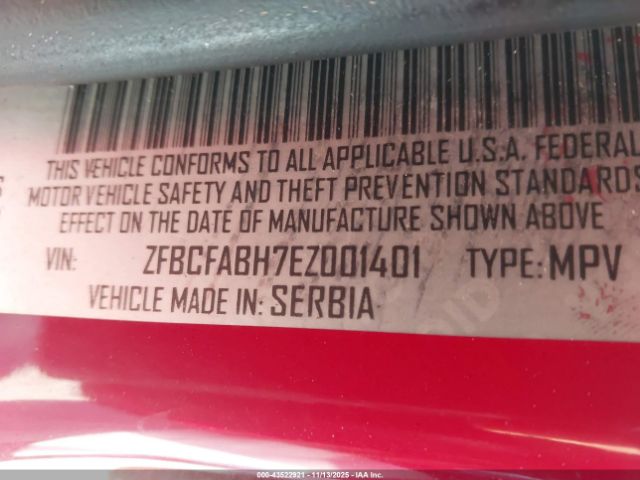 THIS VEHICLE CONFORMS TO ALL APPLICABLE U.S.A. FEDERAL
MOTOR VEHICLE SAFETY AND THEFT PREVENTION STANDARDS
EFFECT ON THE DATE OF MANUFACTURE SHOWN ABOVE
VIN: ZFBCFABH7EZ001401 TYPE: MPV
VEHICLE MADE IN: SERBIA
000-43522921 - 11/13/2025 - IAA Inc.